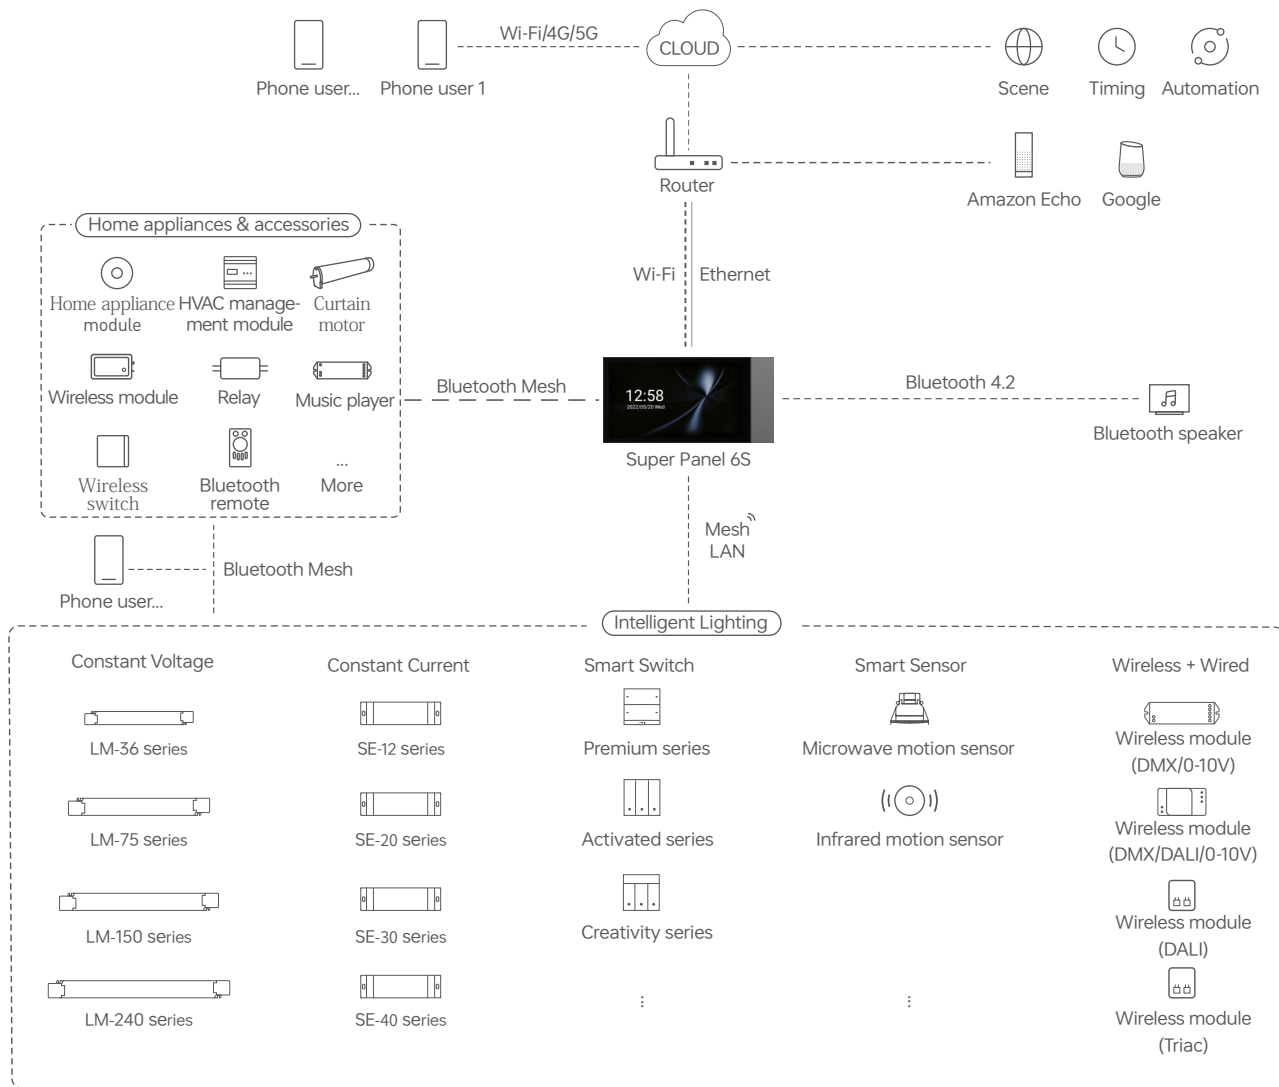 Wi-Fi/4G/5G
CLOUD
Phone user...
Phone user 1
Scene
Timing
Automation
Router
Amazon Echo
Google
Home appliances & accessories
Wi-Fi
Ethernet
Home appliance
module
HVAC manage-
ment module
Curtain
motor
Wireless module
Relay
Music player
Bluetooth Mesh
12:58
2022/05/20 Wed
Bluetooth 4.2
Bluetooth speaker
Super Panel 6S
Wireless
switch
Bluetooth
remote
...
More
Mesh
LAN
Phone user...
Bluetooth Mesh
Intelligent Lighting
Constant Voltage
Constant Current
Smart Switch
Smart Sensor
Wireless + Wired
LM-36 series
SE-12 series
Premium series
Microwave motion sensor
Wireless module
(DMX/0-10V)
LM-75 series
SE-20 series
Activated series
Infrared motion sensor
Wireless module
(DMX/DALI/0-10V)
LM-150 series
SE-30 series
Creativity series
Wireless module
(DALI)
LM-240 series
SE-40 series
Wireless module
(Triac)